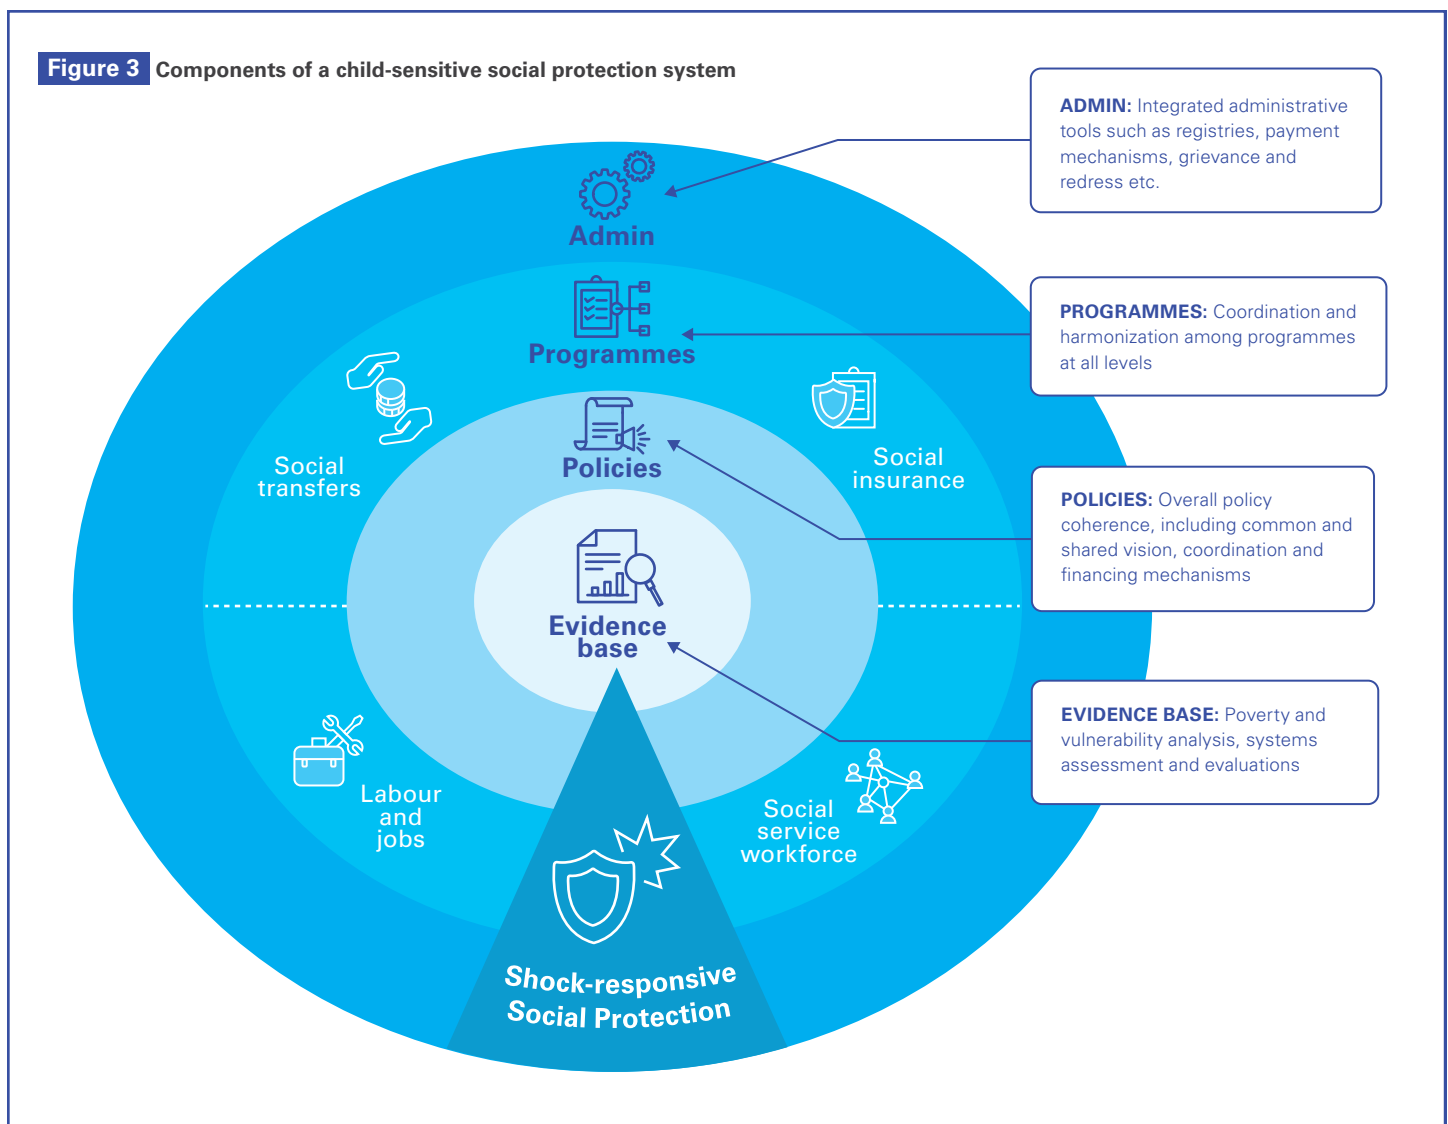 Figure 3 Components of a child-sensitive social protection system
ADMIN: Integrated administrative
tools such as registries, payment
mechanisms, grievance and
redress etc.
Admin
PROGRAMMES: Coordination and
harmonization among programmes
at all levels
Programmes
Social
transfers
Social
insurance
Policies
POLICIES: Overall policy
coherence, including common and
shared vision, coordination and
financing mechanisms
Evidence
base
EVIDENCE BASE: Poverty and
vulnerability analysis, systems
assessment and evaluations
Labour
and
jobs
Social
service
workforce
Shock-responsive
Social Protection